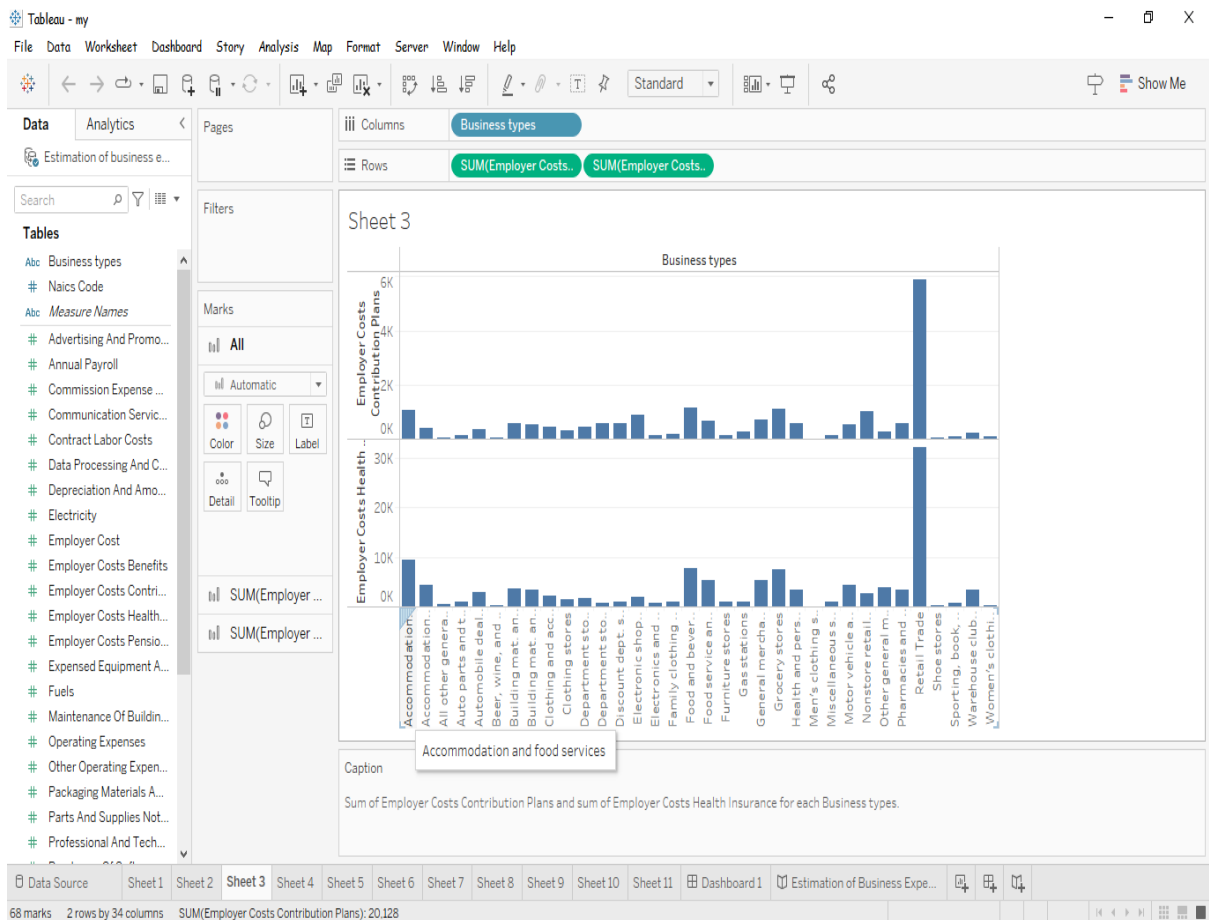 Tableau - my
File Data Worksheet Dashboard Story Analysis Map Format Server Window Help
Standard
Show Me
Data Analytics
Estimation of business e...
Search
Tables
Abc Business types
# Naics Code
Abc Measure Names
# Advertising And Promo...
# Annual Payroll
# Commission Expense ...
# Communication Servic...
# Contract Labor Costs
# Data Processing And C...
# Depreciation And Amo...
# Electricity
# Employer Cost
# Employer Costs Benefits
# Employer Costs Contri...
# Employer Costs Health...
# Employer Costs Pensio...
# Expensed Equipment A...
# Fuels
# Maintenance Of Buildin...
# Operating Expenses
# Other Operating Expen...
# Packaging Materials A...
# Parts And Supplies Not...
# Professional And Tech...
Pages
Filters
Marks
All
Automatic
Color Size Label
Detail Tooltip
SUM(Employer ...
SUM(Employer ...
Columns Business types
Rows SUM(Employer Costs.. SUM(Employer Costs..
Sheet 3
Business types
Employer Costs
Contribution Plans
6K
4K
2K
0K
Employer Costs Health ..
30K
20K
10K
0K
Accommodation..
Accommodation..
All other genera..
Auto parts and t..
Automobile deal..
Beer, wine, and ..
Building mat. an..
Building mat. an..
Clothing and acc..
Clothing stores
Department sto..
Department sto..
Discount dept. s..
Electronic shop..
Electronics and ..
Family clothing ..
Food and bever..
Food service an..
Furniture stores
Gas stations
General mercha..
Grocery stores
Health and pers..
Men's clothing s..
Miscellaneous s..
Motor vehicle a..
Nonstore retail..
Other general m..
Pharmacies and ..
Retail Trade
Shoe stores
Sporting, book, ..
Warehouse club..
Women's clothi..
Accommodation and food services
Caption
Sum of Employer Costs Contribution Plans and sum of Employer Costs Health Insurance for each Business types.
Data Source Sheet 1 Sheet 2 Sheet 3 Sheet 4 Sheet 5 Sheet 6 Sheet 7 Sheet 8 Sheet 9 Sheet 10 Sheet 11 Dashboard 1 Estimation of Business Expe...
68 marks 2 rows by 34 columns SUM(Employer Costs Contribution Plans): 20,128